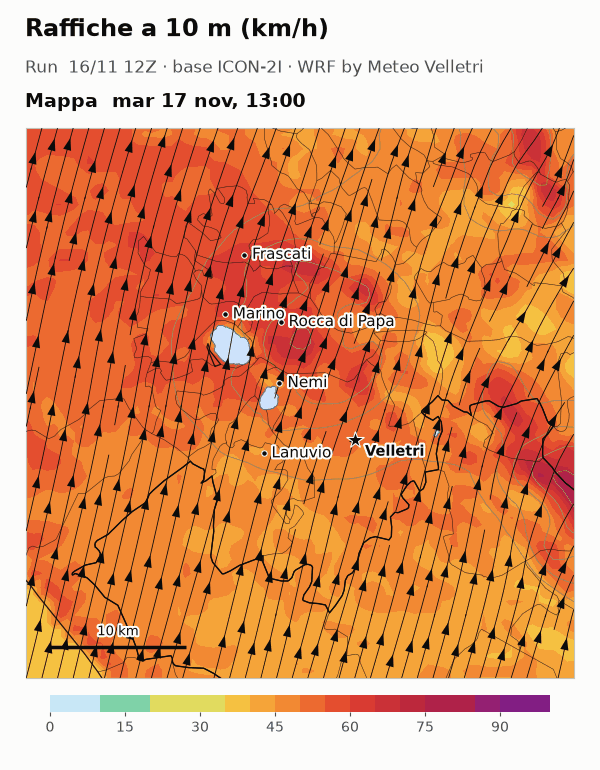 Raffiche a 10 m (km/h)
Run  16/11 12Z · base ICON-2I · WRF by Meteo Velletri
Mappa  mar 17 nov, 13:00
Frascati
Marino
Rocca di Papa
Nemi
Lanuvio
Velletri
10 km
0 15 30 45 60 75 90